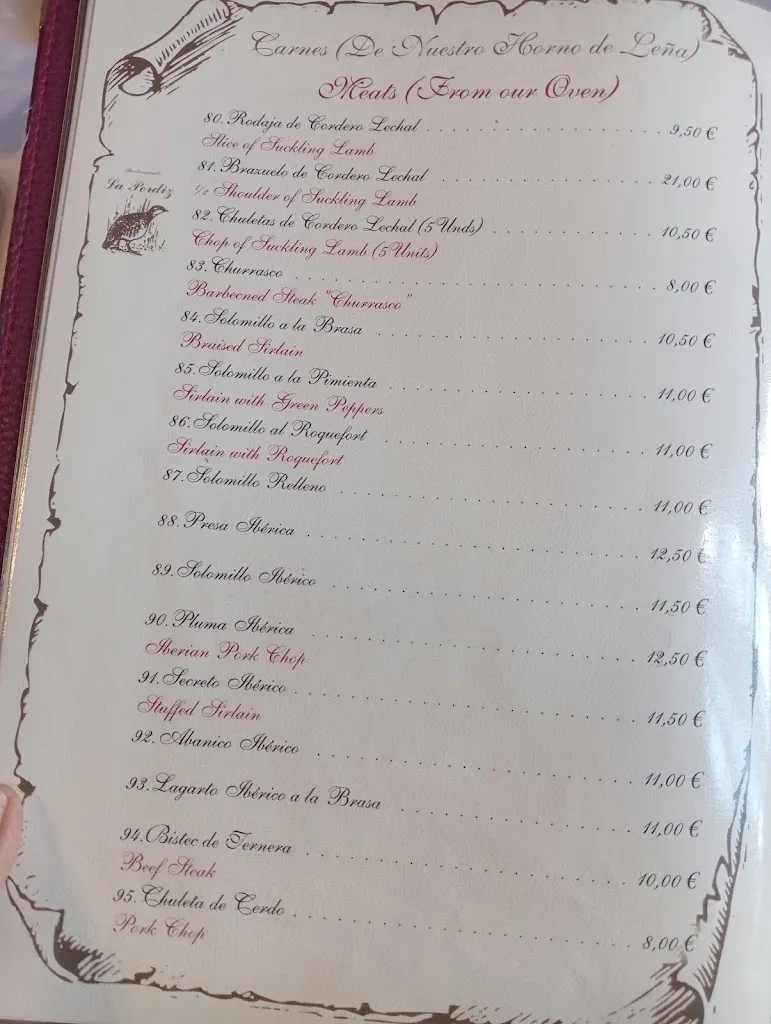 Carnes (De Nuestro Horno de Leña)
Meats (From our Oven)
Restaurante
La Perdiz
80. Rodaja de Cordero Lechal . . . . . . . . . . 9,50 €
Slice of Suckling Lamb
81. Brazuelo de Cordero Lechal . . . . . . . . . . 21,00 €
½ Shoulder of Suckling Lamb
82. Chuletas de Cordero Lechal (5 Unds) . . . . . . . . . . 10,50 €
Chop of Suckling Lamb (5 Units)
83. Churrasco . . . . . . . . . . 8,00 €
Barbecned Steak "Churrasco"
84. Solomillo a la Brasa . . . . . . . . . . 10,50 €
Braised Sirlain
85. Solomillo a la Pimienta . . . . . . . . . . 11,00 €
Sirlain with Green Peppers
86. Solomillo al Roquefort . . . . . . . . . . 11,00 €
Sirlain with Roquefort
87. Solomillo Relleno . . . . . . . . . . 11,00 €
88. Presa Ibérica . . . . . . . . . . 12,50 €
89. Solomillo Ibérico . . . . . . . . . . 11,50 €
90. Pluma Ibérica . . . . . . . . . . 12,50 €
Iberian Pork Chop
91. Secreto Ibérico . . . . . . . . . . 11,50 €
Stuffed Sirlain
92. Abanico Ibérico . . . . . . . . . . 11,00 €
93. Lagarto Ibérico a la Brasa . . . . . . . . . . 11,00 €
94. Bistec de Ternera . . . . . . . . . . 10,00 €
Beef Steak
95. Chuleta de Cerdo . . . . . . . . . . 8,00 €
Pork Chop